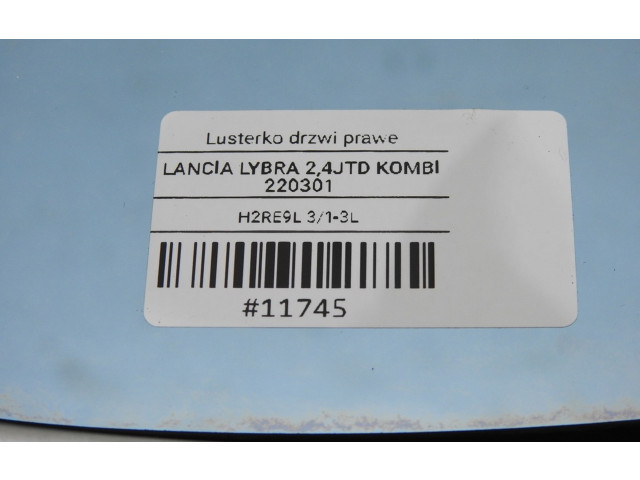 Lusterko drzwi prawe
LANCIA LYBRA 2,4JTD KOMBI
220301
H2RE9L 3/1-3L
#11745